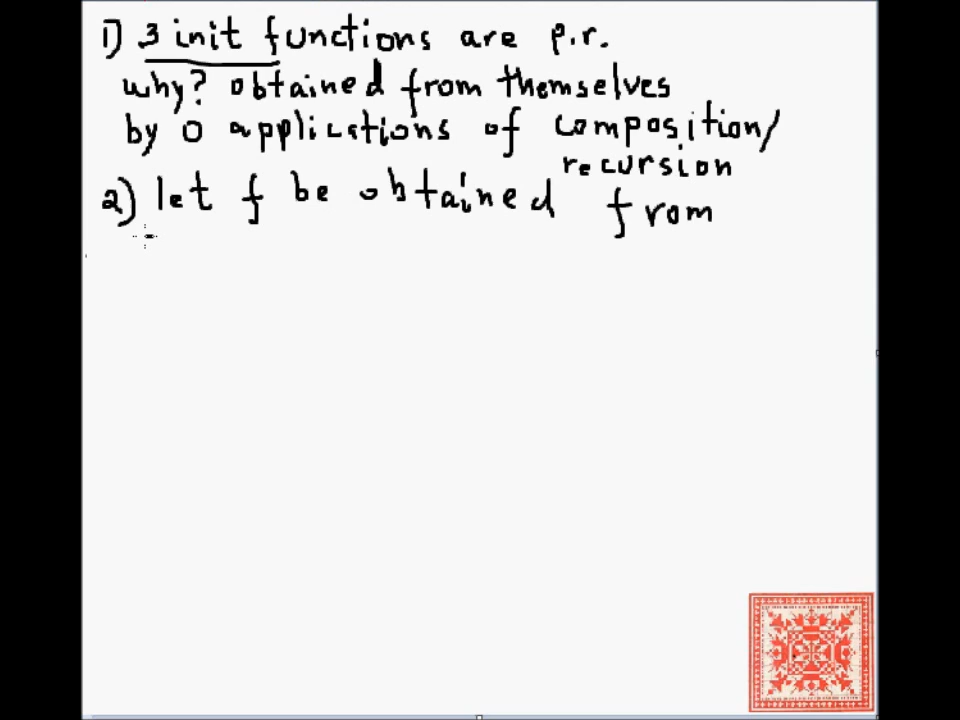 1) 3 init functions are p.r.
why? obtained from themselves
by 0 applications of composition/
recursion
2) let f be obtained from